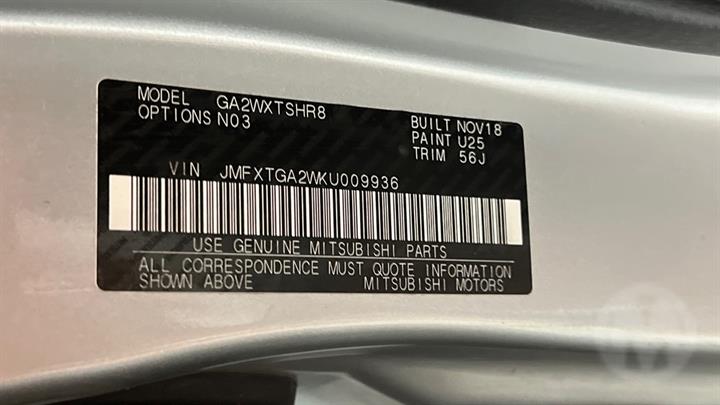 MODEL GA2WXTSHR8
OPTIONS N03
BUILT NOV18
PAINT U25
TRIM 56J
VIN JMFXTGA2WKU009936
USE GENUINE MITSUBISHI PARTS
ALL CORRESPONDENCE MUST QUOTE INFORMATION
SHOWN ABOVE MITSUBISHI MOTORS